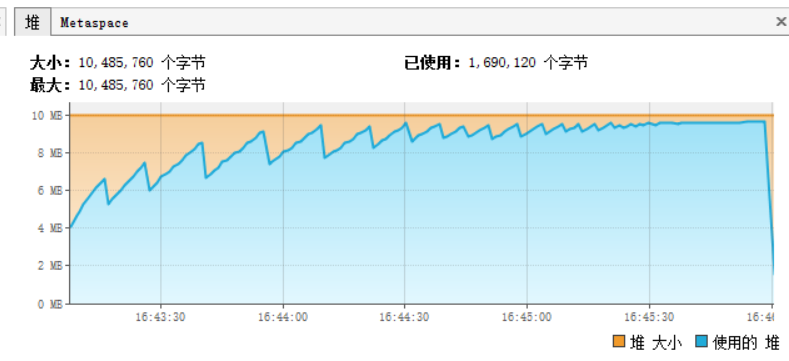 堆 Metaspace ×
大小： 10,485,760 个字节 已使用： 1,690,120 个字节
最大： 10,485,760 个字节
10 MB
8 MB
6 MB
4 MB
2 MB
0 MB
16:43:30 16:44:00 16:44:30 16:45:00 16:45:30
堆 大小 使用的 堆